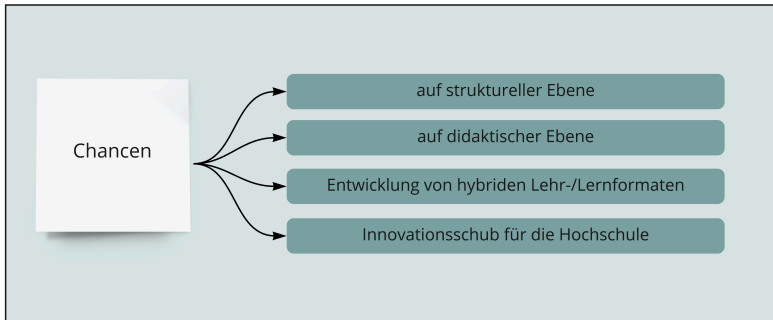 Chancen
auf struktureller Ebene
auf didaktischer Ebene
Entwicklung von hybriden Lehr-/Lernformaten
Innovationsschub für die Hochschule